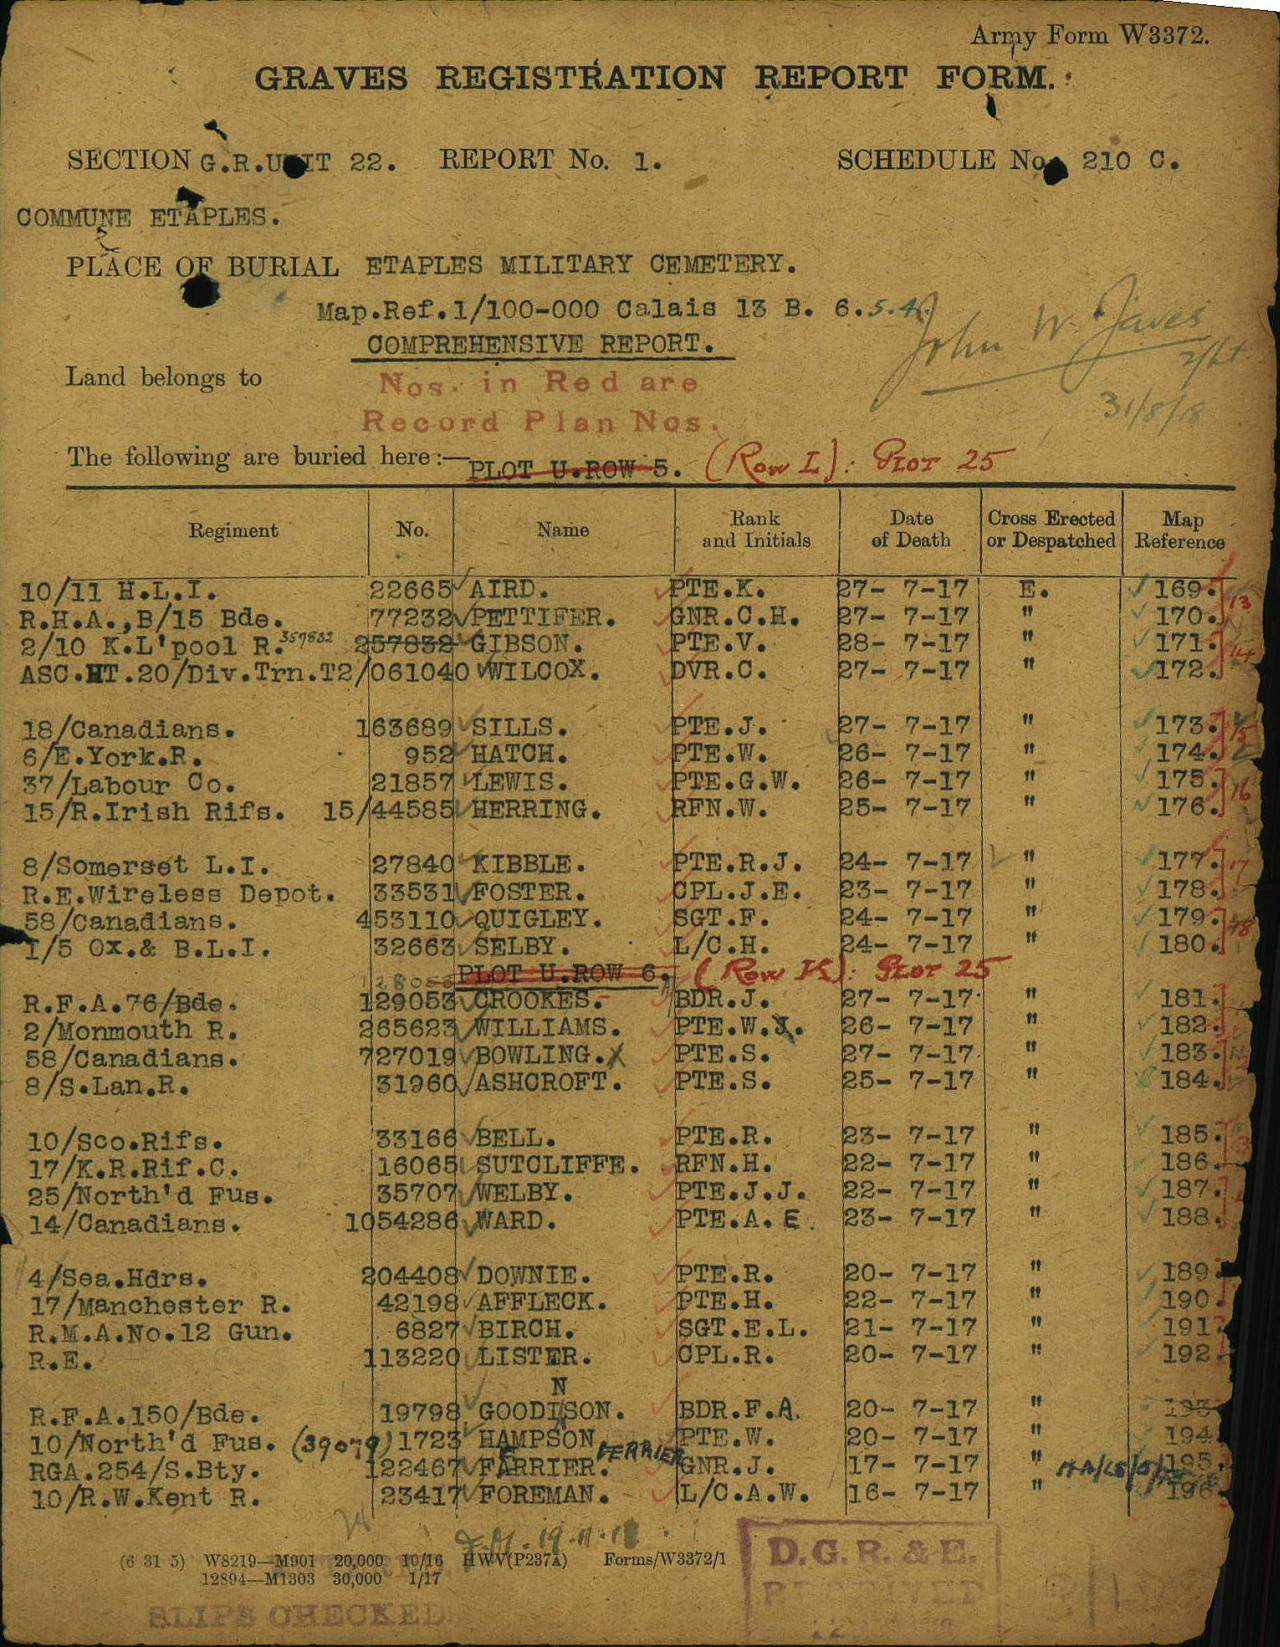 Army Form W3372.
GRAVES REGISTRATION REPORT FORM.
SECTION G.R.UNIT 22. REPORT No. 1. SCHEDULE No. 210 C.
COMMUNE ETAPLES.
PLACE OF BURIAL ETAPLES MILITARY CEMETERY.
Map.Ref.1/100-000 Calais 13 B. 6.5.4.
John W. Javes
2/Lt
31/8/18
COMPREHENSIVE REPORT.
Land belongs to
Nos. in Red are
Record Plan Nos.
The following are buried here:— PLOT U.ROW 5. (Row L): PLOT 25
Regiment No. Name Rank and Initials Date of Death Cross Erected or Despatched Map Reference
10/11 H.L.I. 22665 AIRD. PTE.K. 27- 7-17 E. 169. 13
R.H.A.,B/15 Bde. 77232 PETTIFER. GNR.C.H. 27- 7-17 " 170.
2/10 K.L'pool R. 357832 257832 GIBSON. PTE.V. 28- 7-17 " 171. 14
ASC.HT.20/Div.Trn.T2/061040 WILCOX. DVR.C. 27- 7-17 " 172.
18/Canadians. 163689 SILLS. PTE.J. 27- 7-17 " 173. 15
6/E.York.R. 952 HATCH. PTE.W. 26- 7-17 " 174.
37/Labour Co. 21857 LEWIS. PTE.G.W. 26- 7-17 " 175. 16
15/R.Irish Rifs. 15/44585 HERRING. RFN.W. 25- 7-17 " 176.
8/Somerset L.I. 27840 KIBBLE. PTE.R.J. 24- 7-17 " 177. 17
R.E.Wireless Depot. 33531 FOSTER. CPL.J.E. 23- 7-17 " 178.
58/Canadians. 453110 QUIGLEY. SGT.F. 24- 7-17 " 179. 18
1/5 Ox.& B.L.I. 32663 SELBY. L/C.H. 24- 7-17 " 180.
PLOT U.ROW 6. (Row K): PLOT 25
R.F.A.76/Bde. 129053 CROOKES. BDR.J. 27- 7-17 " 181.
2/Monmouth R. 265623 WILLIAMS. PTE.W.J. 26- 7-17 " 182.
58/Canadians. 727019 BOWLING. PTE.S. 27- 7-17 " 183.
8/S.Lan.R. 31960 ASHCROFT. PTE.S. 25- 7-17 " 184.
10/Sco.Rifs. 33166 BELL. PTE.R. 23- 7-17 " 185.
17/K.R.Rif.C. 16065 SUTCLIFFE. RFN.H. 22- 7-17 " 186.
25/North'd Fus. 35707 WELBY. PTE.J.J. 22- 7-17 " 187.
14/Canadians. 1054286 WARD. PTE.A.E. 23- 7-17 " 188.
4/Sea.Hdrs. 204408 DOWNIE. PTE.R. 20- 7-17 " 189
17/Manchester R. 42198 AFFLECK. PTE.H. 22- 7-17 " 190.
R.M.A.No.12 Gun. 6827 BIRCH. SGT.E.L. 21- 7-17 " 191
R.E. 113220 LISTER. CPL.R. 20- 7-17 " 192
N
R.F.A.150/Bde. 19798 GOODISON. BDR.F.A. 20- 7-17 " 193
10/North'd Fus. (39079) 1723 HAMPSON PTE.W. 20- 7-17 " 194
RGA.254/S.Bty. 122467 FARRIER. FERRIER GNR.J. 17- 7-17 " 195.
10/R.W.Kent R. 23417 FOREMAN. L/C.A.W. 16- 7-17 " 196
(6 31 5) W8219—M901 20,000 10/16 HWV(P237A) Forms/W3372/1
12894—M1303 30,000 1/17
D.G.R. & E.
RECEIVED
SLIPS CHECKED